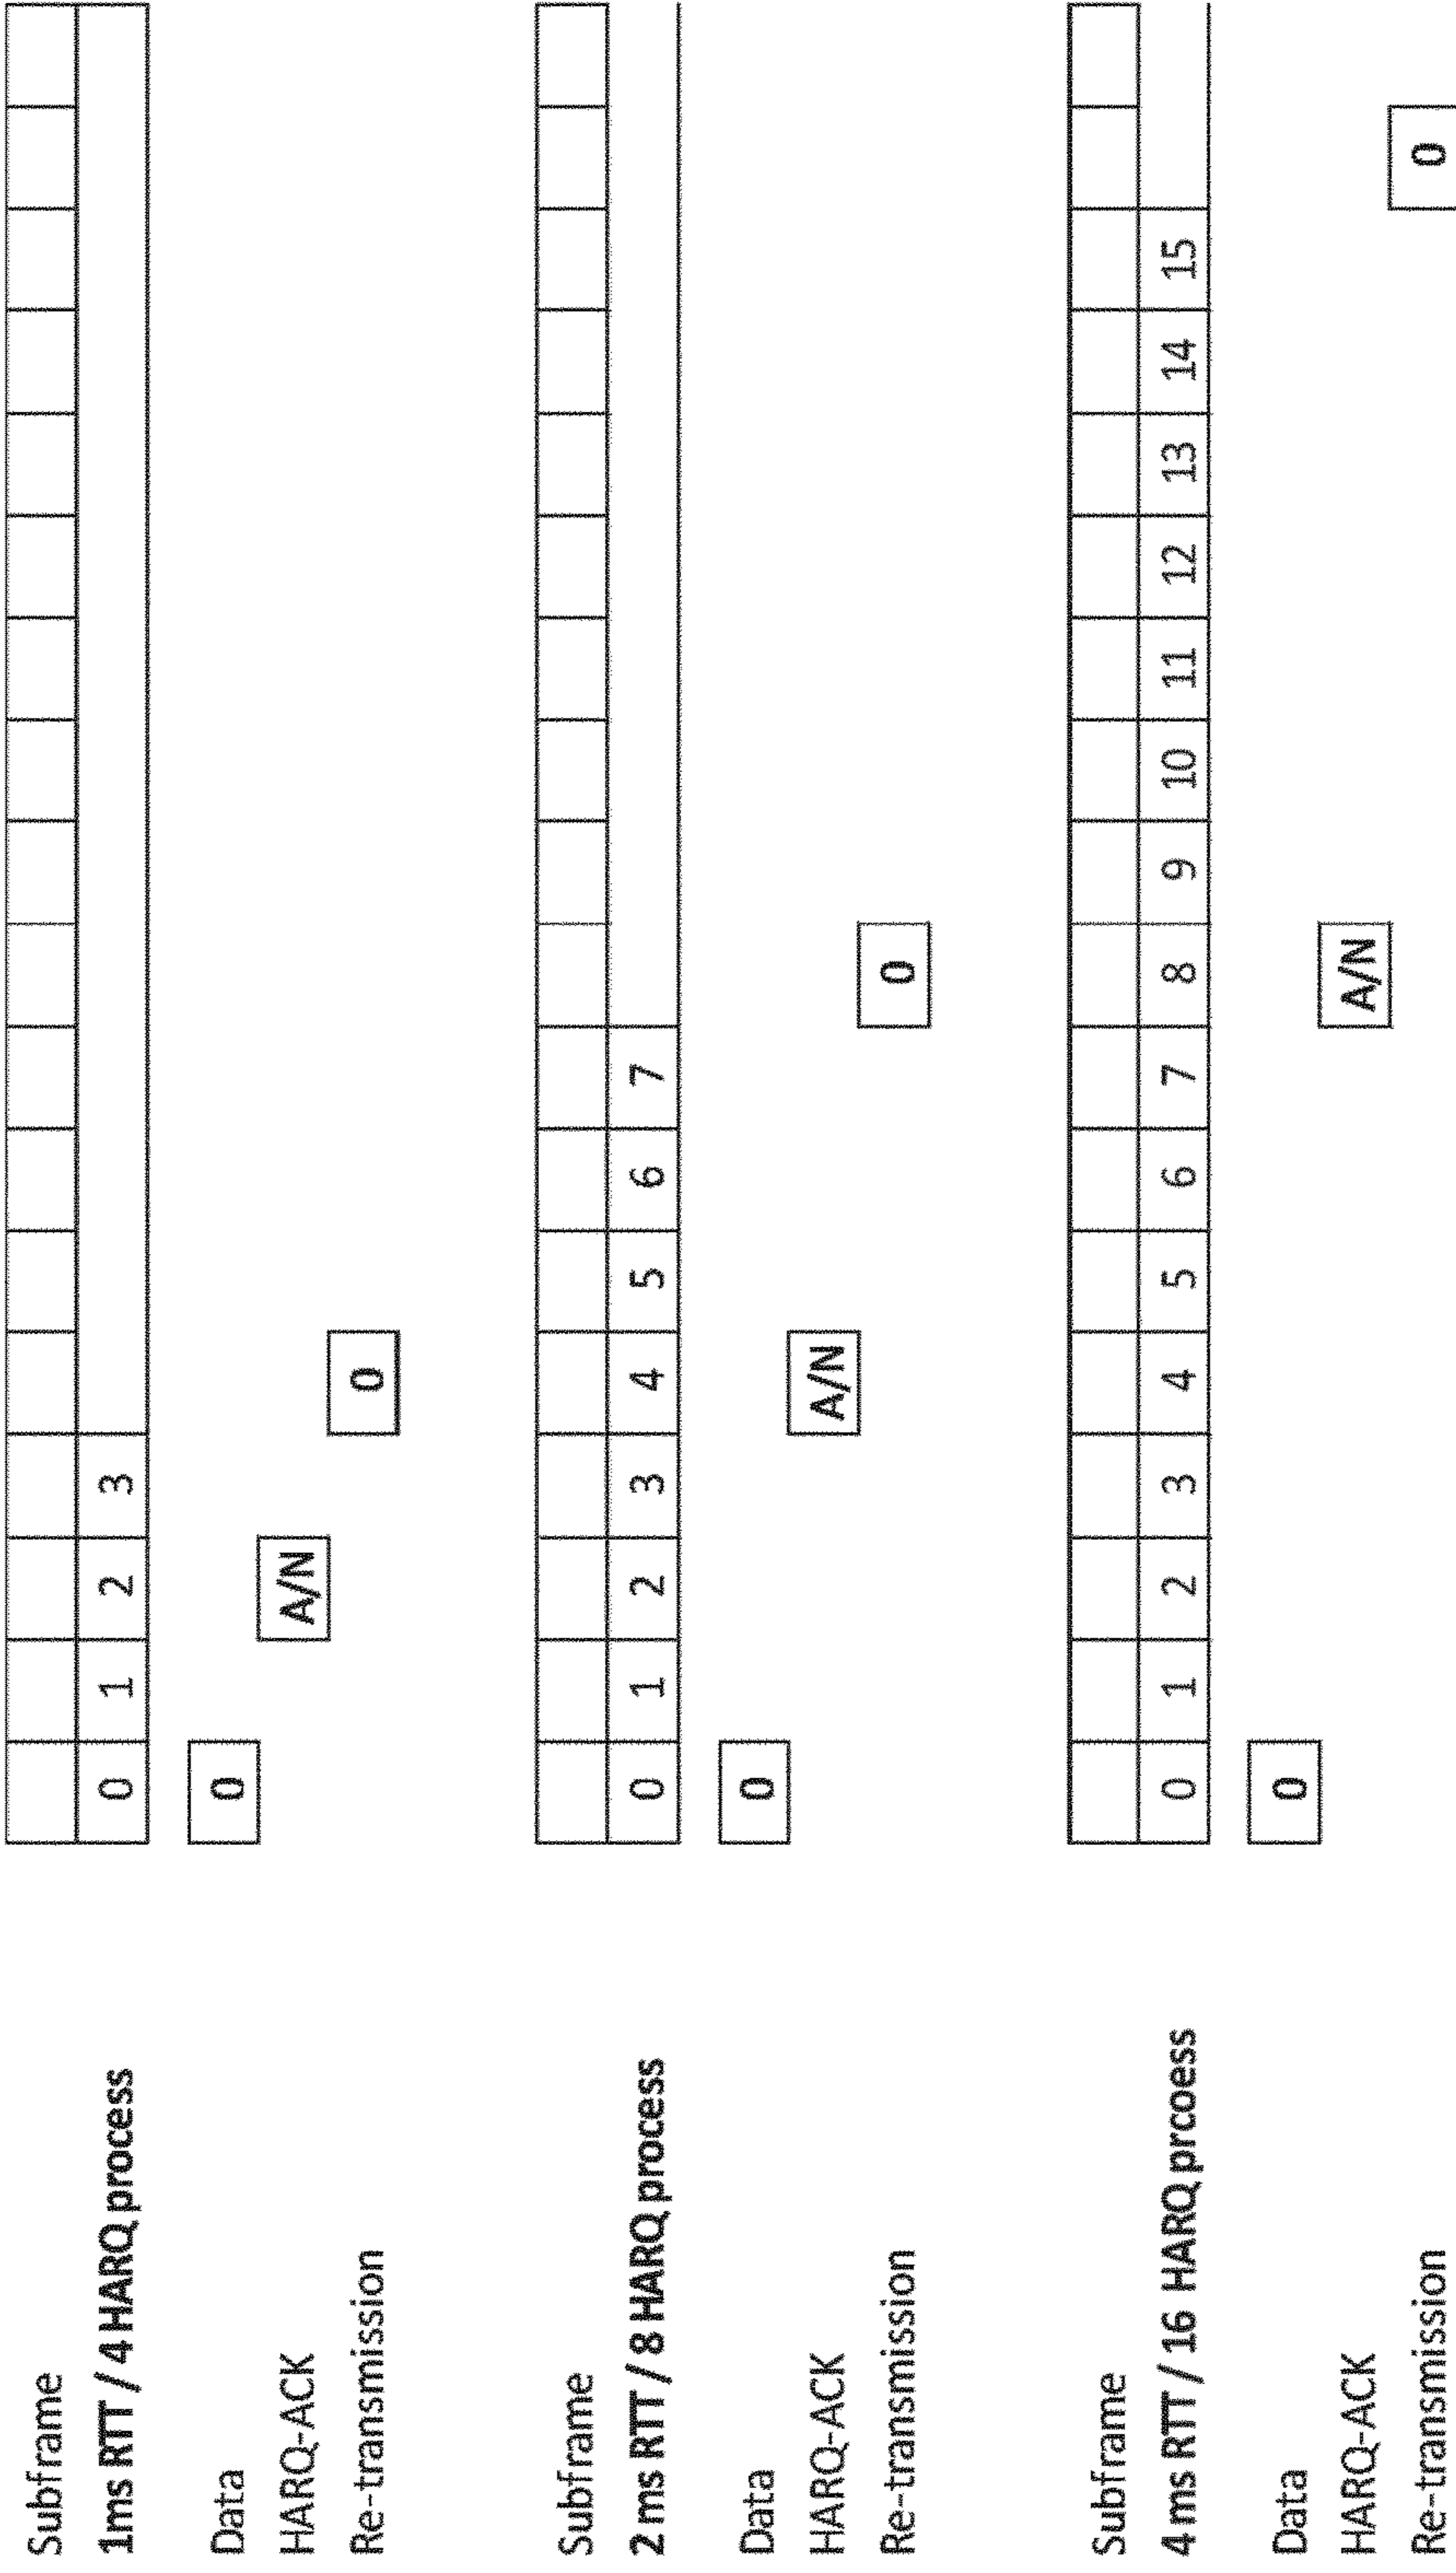 Subframe
1ms RTT / 4 HARQ process 0 1 2 3
Data 0
HARQ-ACK A/N
Re-transmission 0
Subframe
2 ms RTT / 8 HARQ process 0 1 2 3 4 5 6 7
Data 0
HARQ-ACK A/N
Re-transmission 0
Subframe
4 ms RTT / 16 HARQ prcoess 0 1 2 3 4 5 6 7 8 9 10 11 12 13 14 15
Data 0
HARQ-ACK A/N
Re-transmission 0